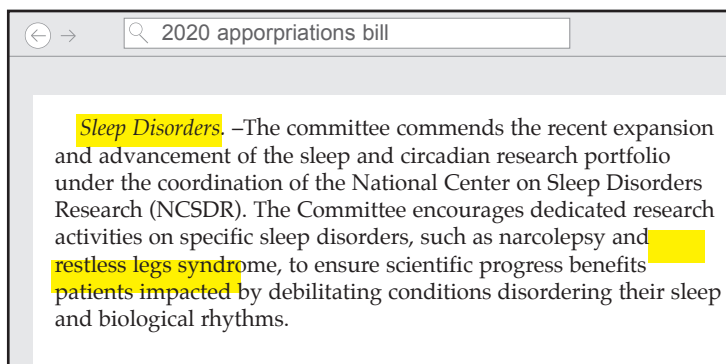 2020 apporpriations bill
Sleep Disorders. –The committee commends the recent expansion
and advancement of the sleep and circadian research portfolio
under the coordination of the National Center on Sleep Disorders
Research (NCSDR). The Committee encourages dedicated research
activities on specific sleep disorders, such as narcolepsy and
restless legs syndrome, to ensure scientific progress benefits
patients impacted by debilitating conditions disordering their sleep
and biological rhythms.